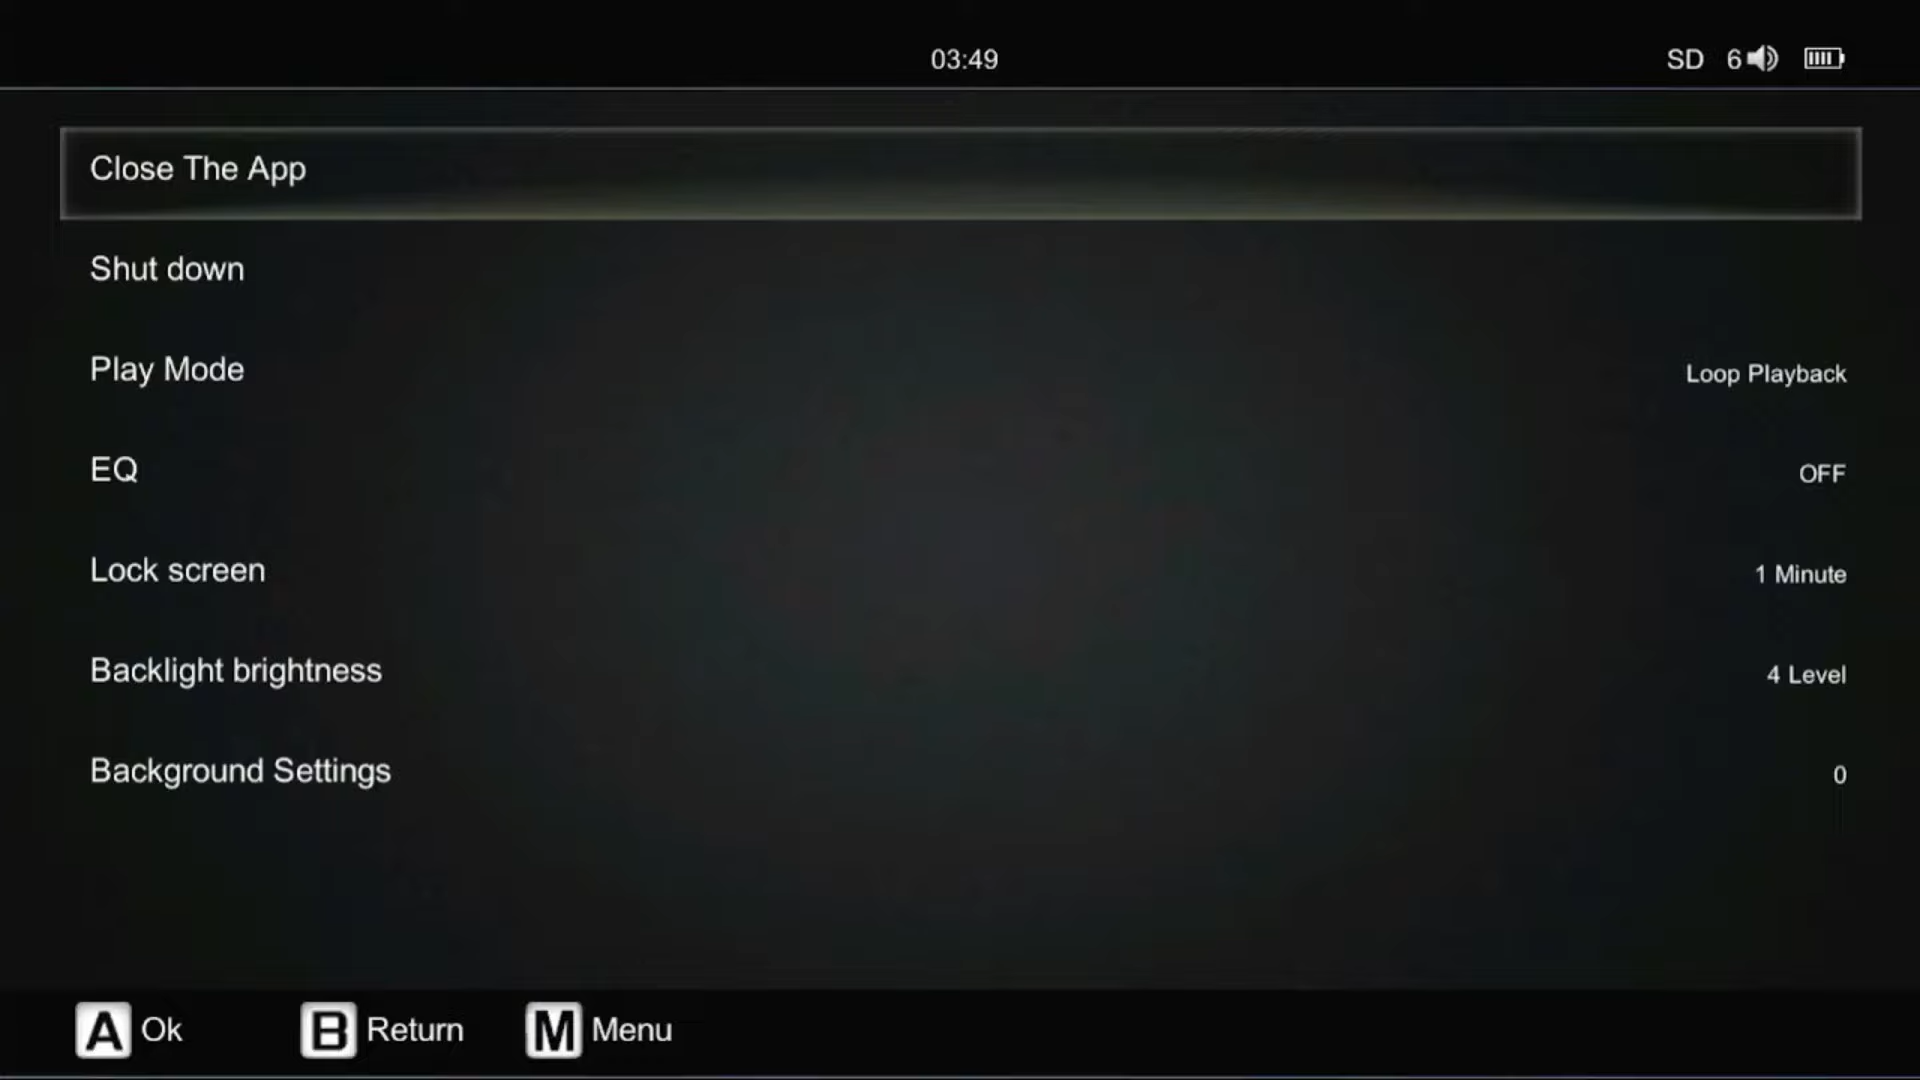 03:49
SD 6
Close The App
Shut down
Play Mode Loop Playback
EQ OFF
Lock screen 1 Minute
Backlight brightness 4 Level
Background Settings 0
A Ok B Return M Menu